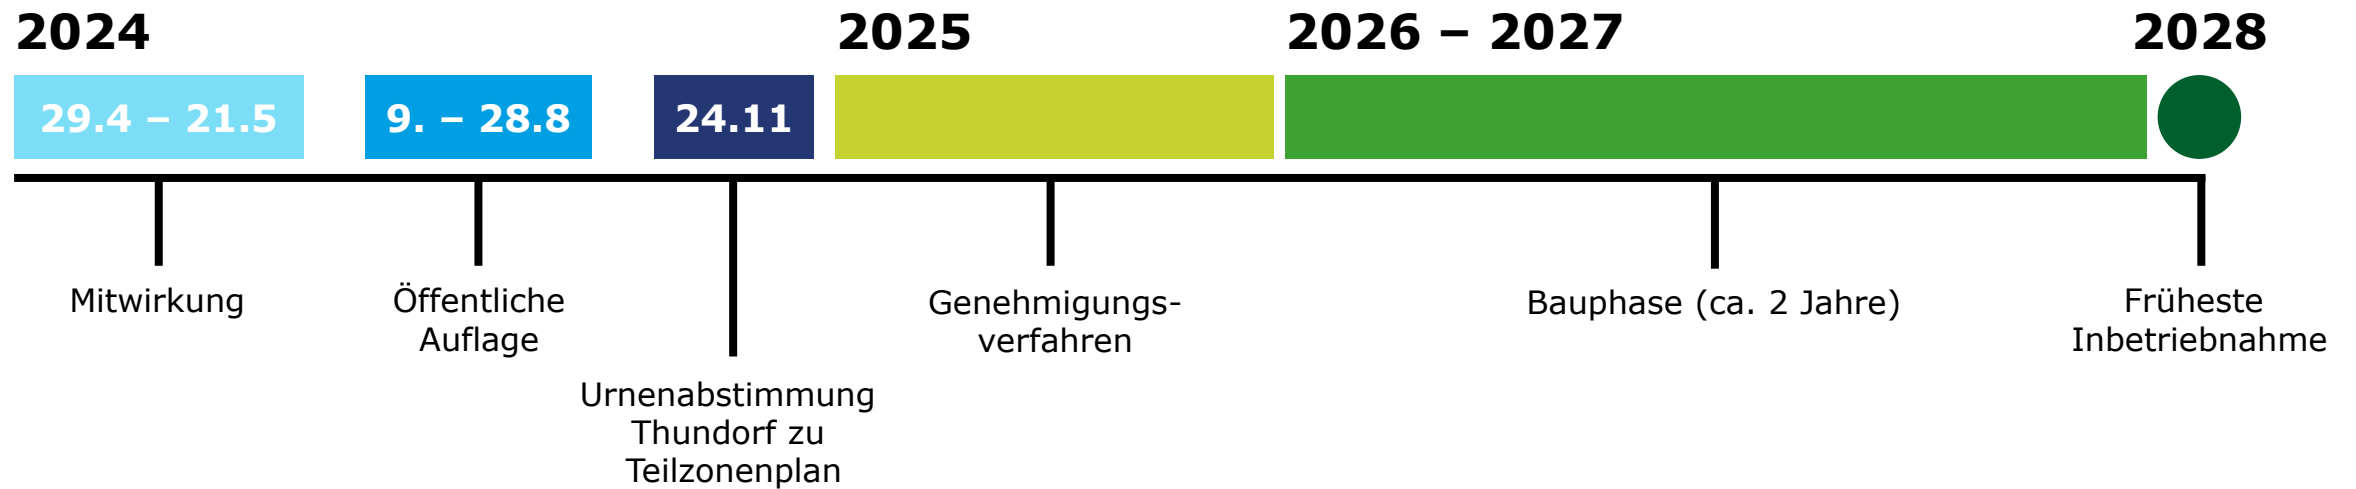 2024
2025
2026 – 2027
2028
29.4 – 21.5
9. – 28.8
24.11
Mitwirkung
Öffentliche
Auflage
Urnenabstimmung
Thundorf zu
Teilzonenplan
Genehmigungs-
verfahren
Bauphase (ca. 2 Jahre)
Früheste
Inbetriebnahme